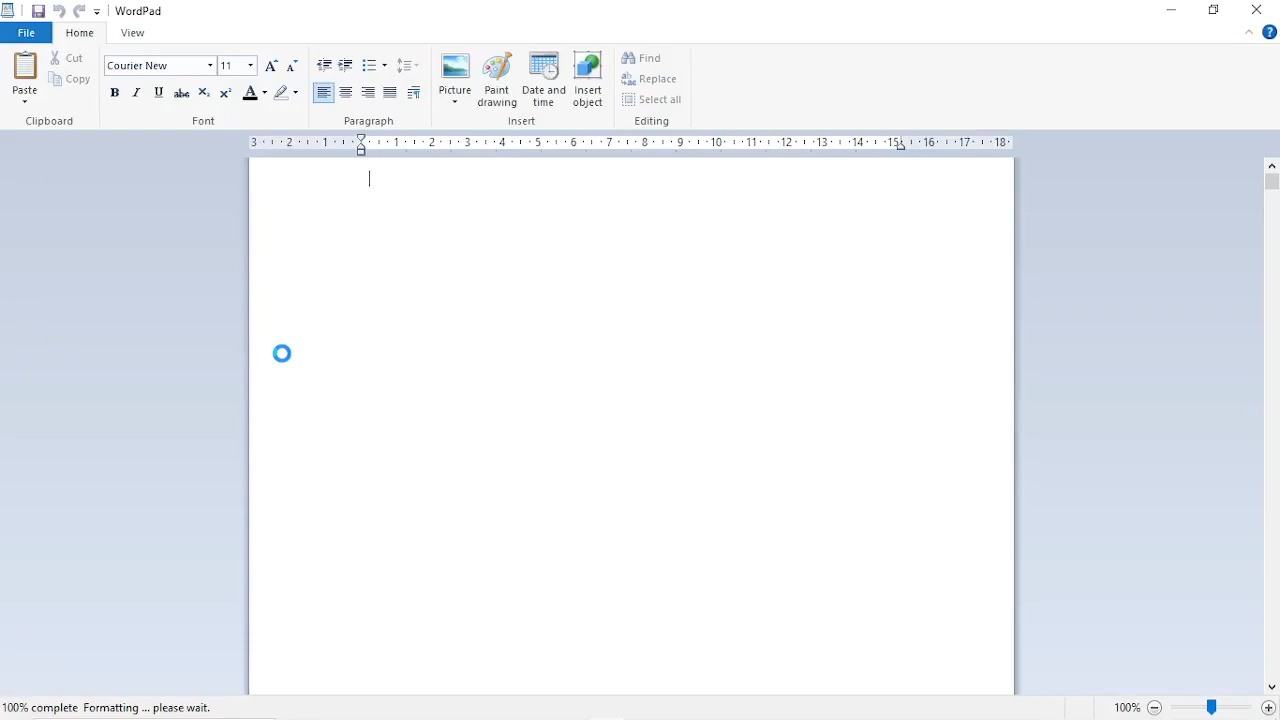 WordPad
File Home View
Courier New 11
Cut
Copy
Paste
Picture Paint drawing Date and time Insert object
Find
Replace
Select all
B I U abc X₂ X² A
Clipboard Font Paragraph Insert Editing
3 2 1 1 2 3 4 5 6 7 8 9 10 11 12 13 14 15 16 17 18
100% complete Formatting ... please wait. 100%